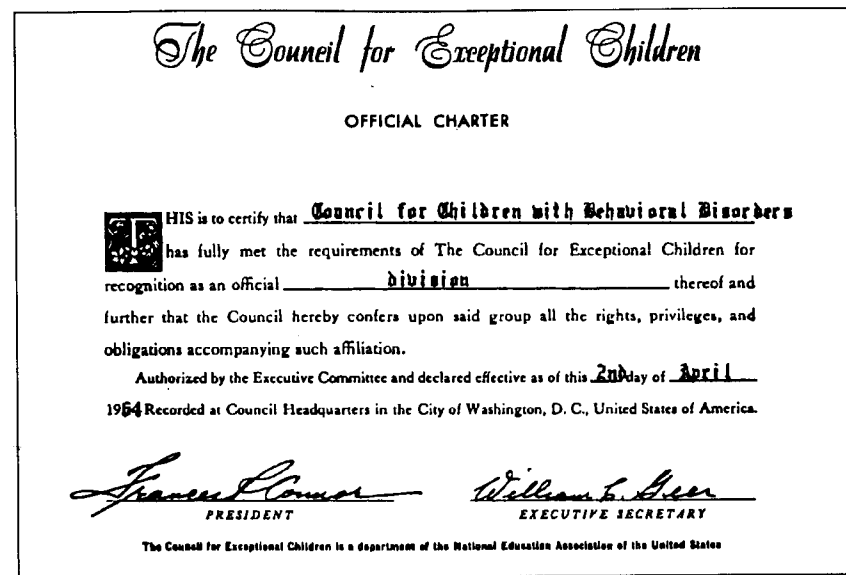 The Council for Exceptional Children
OFFICIAL CHARTER
THIS is to certify that Council for Children with Behavioral Disorders
has fully met the requirements of The Council for Exceptional Children for
recognition as an official division thereof and
further that the Council hereby confers upon said group all the rights, privileges, and
obligations accompanying such affiliation.
Authorized by the Executive Committee and declared effective as of this 2nd day of April
1964 Recorded at Council Headquarters in the City of Washington, D. C., United States of America.
Frances P. Connor William C. Geer
PRESIDENT EXECUTIVE SECRETARY
The Council for Exceptional Children is a department of the National Education Association of the United States